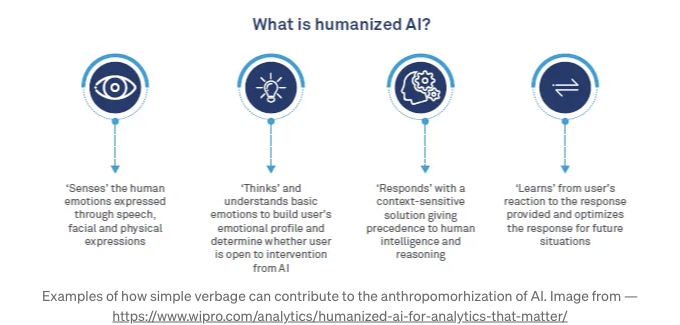 What is humanized AI?
‘Senses’ the human
emotions expressed
through speech,
facial and physical
expressions
‘Thinks’ and
understands basic
emotions to build user’s
emotional profile and
determine whether user
is open to intervention
from AI
‘Responds’ with a
context-sensitive
solution giving
precedence to human
intelligence and
reasoning
‘Learns’ from user’s
reaction to the response
provided and optimizes
the response for future
situations
Examples of how simple verbage can contribute to the anthropomorhization of AI. Image from —
https://www.wipro.com/analytics/humanized-ai-for-analytics-that-matter/